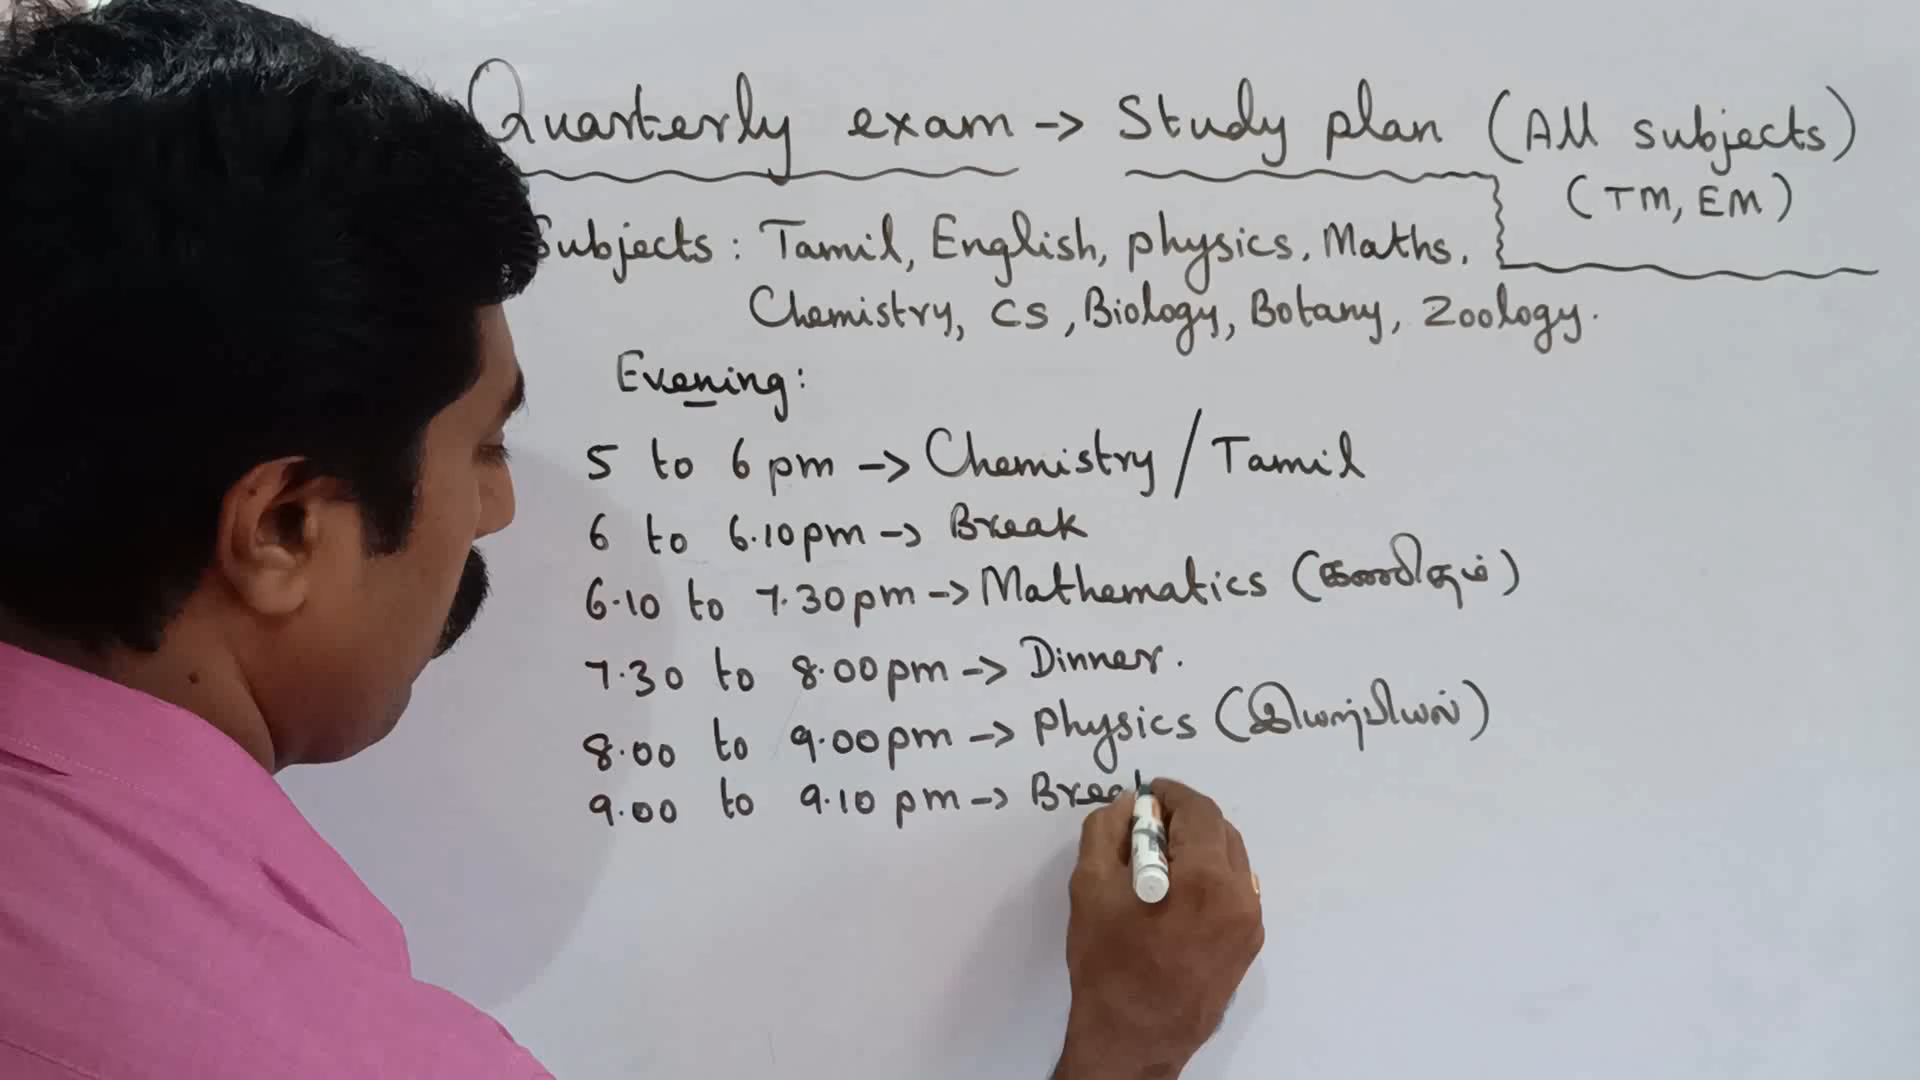 Quarterly exam -> Study plan (All subjects)
(TM, EM)
Subjects : Tamil, English, physics, Maths,
Chemistry, CS, Biology, Botany, Zoology.
Evening:
5 to 6 pm -> Chemistry / Tamil
6 to 6.10pm -> Break
6.10 to 7.30pm -> Mathematics (கணிதம்)
7.30 to 8.00pm -> Dinner.
8.00 to 9.00pm -> Physics (இயற்பியல்)
9.00 to 9.10 pm -> Break